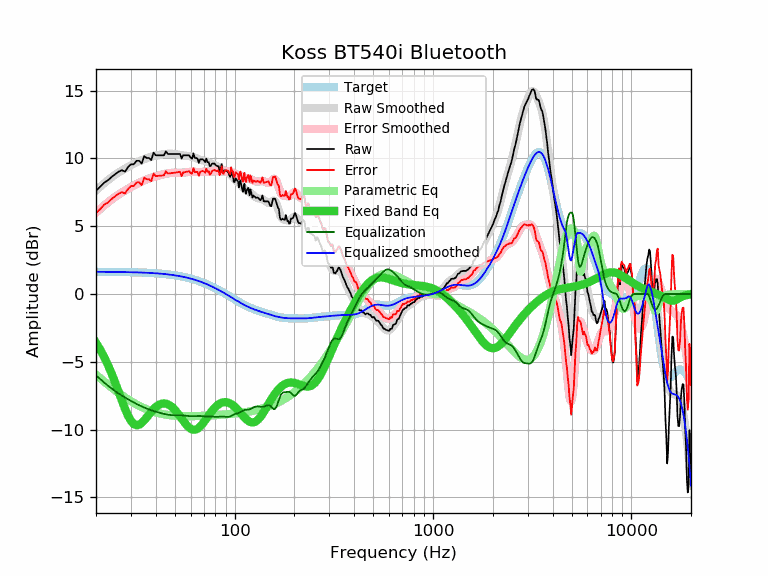 Koss BT540i Bluetooth
Target
Raw Smoothed
Error Smoothed
Raw
Error
Parametric Eq
Fixed Band Eq
Equalization
Equalized smoothed
Amplitude (dBr)
15
10
5
0
−5
−10
−15
100
1000
10000
Frequency (Hz)